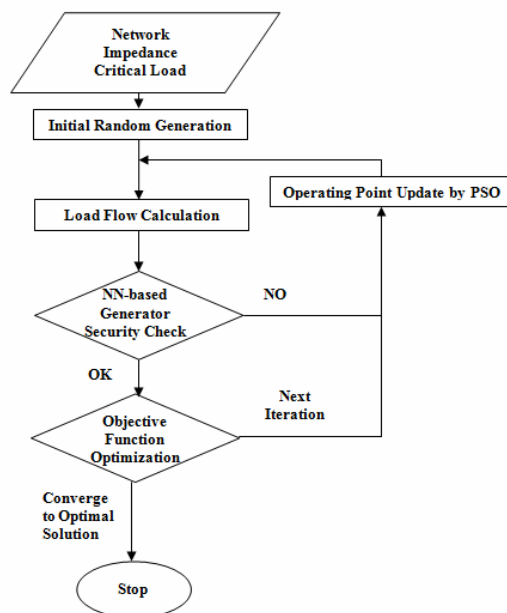 Network
Impedance
Critical Load
Initial Random Generation
Operating Point Update by PSO
Load Flow Calculation
NN-based
Generator
Security Check
NO
OK
Next
Iteration
Objective
Function
Optimization
Converge
to Optimal
Solution
Stop